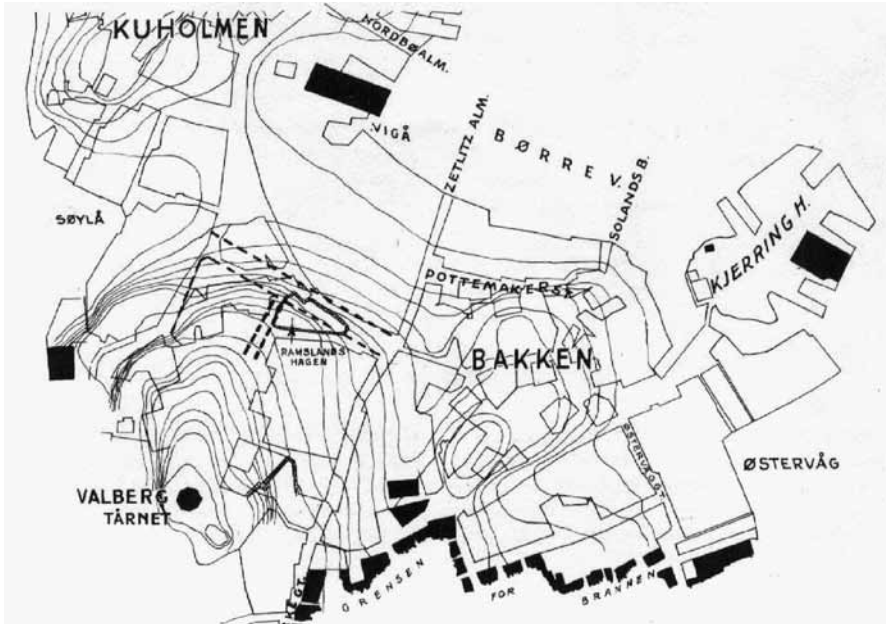 KUHOLMEN
NORDBØALM.
VIGÅ
ZETLITZ ALM.
BØRRE V.
SOLANDS B.
KJERRING H.
SØYLÅ
POTTEMAKERST.
RAMSLANDS
HAGEN
BAKKEN
ØSTERVÅGGT.
ØSTERVÅG
VALBERG
TÅRNET
GRENSEN FOR BRANNEN